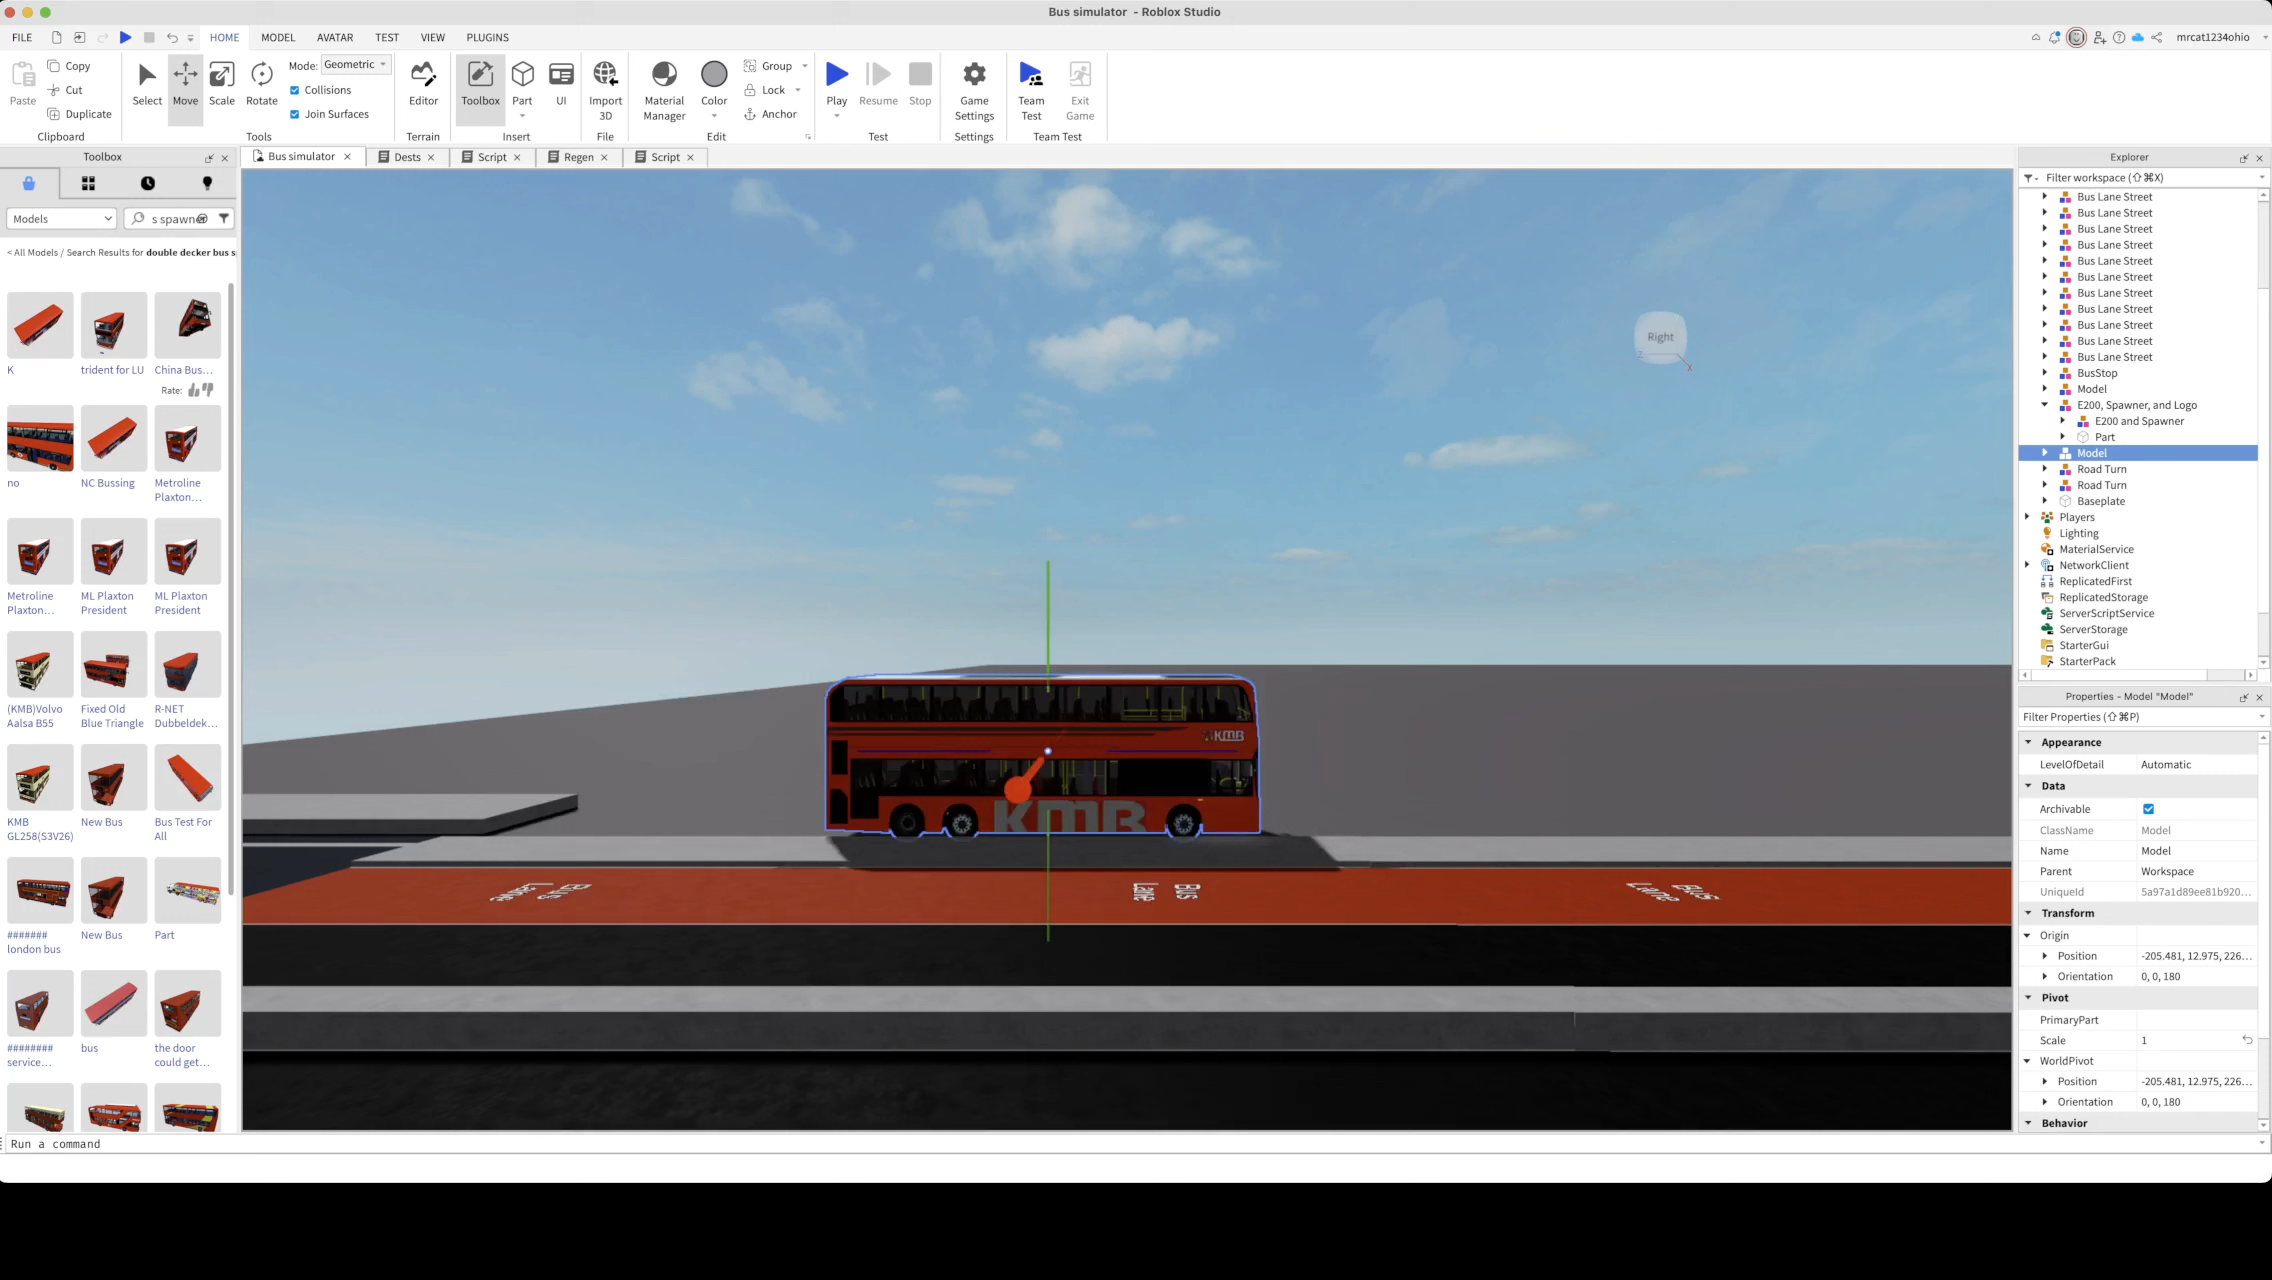 Bus simulator - Roblox Studio
FILE HOME MODEL AVATAR TEST VIEW PLUGINS mrcat1234ohio
Paste Copy Cut Duplicate Clipboard
Select Move Scale Rotate Mode: Geometric Collisions Join Surfaces Tools
Editor Terrain
Toolbox Part UI Insert
Import 3D File
Material Manager Color Group Lock Anchor Edit
Play Resume Stop Test
Game Settings Settings
Team Test Exit Game Team Test
Toolbox
Bus simulator Dests Script Regen Script
Models s spawne
< All Models / Search Results for double decker bus s
K
trident for LU
China Bus...
Rate:
no
NC Bussing
Metroline Plaxton...
Metroline Plaxton...
ML Plaxton President
ML Plaxton President
(KMB)Volvo Aalsa B55
Fixed Old Blue Triangle
R-NET Dubbeldek...
KMB GL258(S3V26)
New Bus
Bus Test For All
####### london bus
New Bus
Part
######## service...
bus
the door could get...
Right
Z
X
KMB
KMB
BUS Lane
BUS Lane
BUS Lane
Explorer
Filter workspace (⇧⌘X)
Bus Lane Street
Bus Lane Street
Bus Lane Street
Bus Lane Street
Bus Lane Street
Bus Lane Street
Bus Lane Street
Bus Lane Street
Bus Lane Street
Bus Lane Street
Bus Lane Street
BusStop
Model
E200, Spawner, and Logo
E200 and Spawner
Part
Model
Road Turn
Road Turn
Baseplate
Players
Lighting
MaterialService
NetworkClient
ReplicatedFirst
ReplicatedStorage
ServerScriptService
ServerStorage
StarterGui
StarterPack
Properties - Model "Model"
Filter Properties (⇧⌘P)
Appearance
LevelOfDetail Automatic
Data
Archivable
ClassName Model
Name Model
Parent Workspace
UniqueId 5a97a1d89ee81b920...
Transform
Origin
Position -205.481, 12.975, 226...
Orientation 0, 0, 180
Pivot
PrimaryPart
Scale 1
WorldPivot
Position -205.481, 12.975, 226...
Orientation 0, 0, 180
Behavior
Run a command